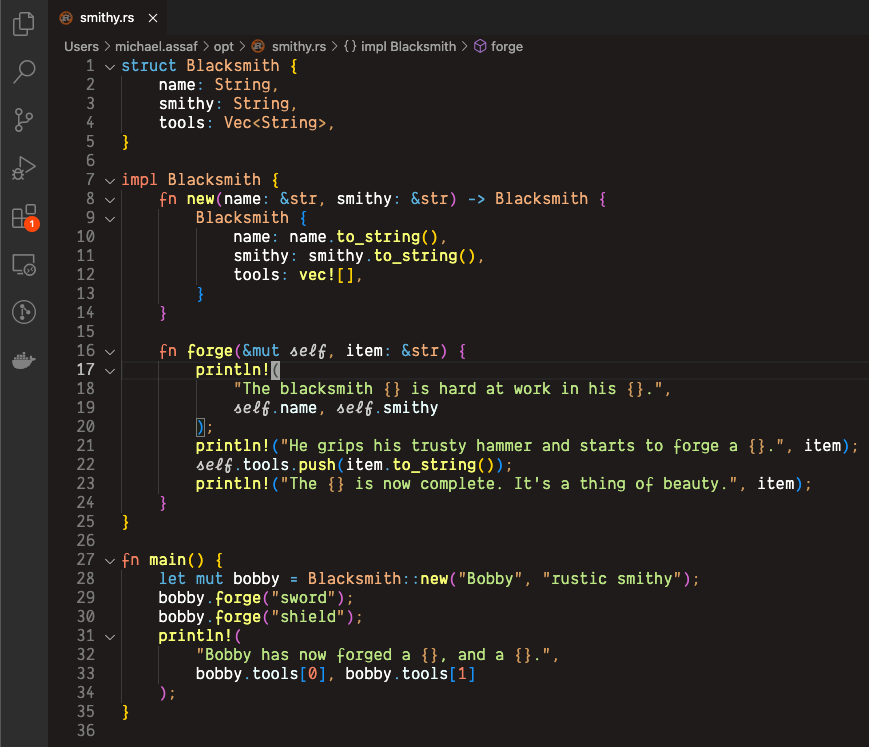 smithy.rs ×
Users > michael.assaf > opt > smithy.rs > {} impl Blacksmith > forge
1 struct Blacksmith {
2     name: String,
3     smithy: String,
4     tools: Vec<String>,
5 }
6
7 impl Blacksmith {
8     fn new(name: &str, smithy: &str) -> Blacksmith {
9         Blacksmith {
10             name: name.to_string(),
11             smithy: smithy.to_string(),
12             tools: vec![],
13         }
14     }
15
16     fn forge(&mut self, item: &str) {
17         println!(
18             "The blacksmith {} is hard at work in his {}.",
19             self.name, self.smithy
20         );
21         println!("He grips his trusty hammer and starts to forge a {}.", item);
22         self.tools.push(item.to_string());
23         println!("The {} is now complete. It's a thing of beauty.", item);
24     }
25 }
26
27 fn main() {
28     let mut bobby = Blacksmith::new("Bobby", "rustic smithy");
29     bobby.forge("sword");
30     bobby.forge("shield");
31     println!(
32         "Bobby has now forged a {}, and a {}.",
33         bobby.tools[0], bobby.tools[1]
34     );
35 }
36
1